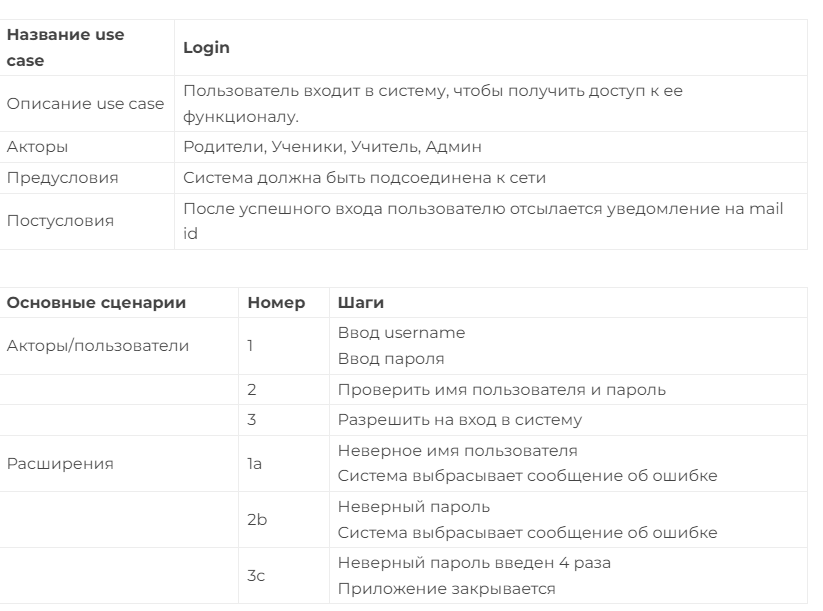 Название use
case
Login
Описание use case
Пользователь входит в систему, чтобы получить доступ к ее
функционалу.
Акторы
Родители, Ученики, Учитель, Админ
Предусловия
Система должна быть подсоединена к сети
Постусловия
После успешного входа пользователю отсылается уведомление на mail
id
Основные сценарии
Номер
Шаги
Акторы/пользователи
1
Ввод username
Ввод пароля
2
Проверить имя пользователя и пароль
3
Разрешить на вход в систему
Расширения
1a
Неверное имя пользователя
Система выбрасывает сообщение об ошибке
2b
Неверный пароль
Система выбрасывает сообщение об ошибке
3c
Неверный пароль введен 4 раза
Приложение закрывается